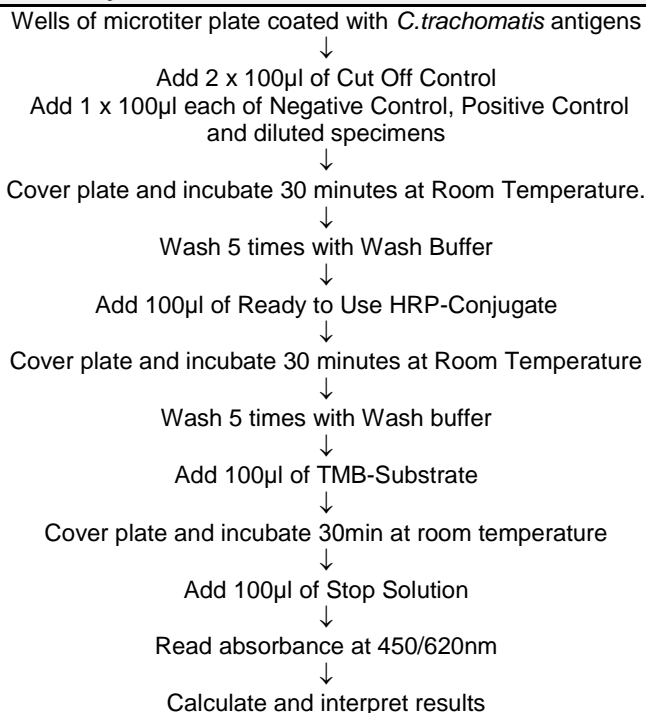 Wells of microtiter plate coated with C.trachomatis antigens
↓
Add 2 x 100µl of Cut Off Control
Add 1 x 100µl each of Negative Control, Positive Control
and diluted specimens
↓
Cover plate and incubate 30 minutes at Room Temperature.
↓
Wash 5 times with Wash Buffer
↓
Add 100µl of Ready to Use HRP-Conjugate
↓
Cover plate and incubate 30 minutes at Room Temperature
↓
Wash 5 times with Wash buffer
↓
Add 100µl of TMB-Substrate
↓
Cover plate and incubate 30min at room temperature
↓
Add 100µl of Stop Solution
↓
Read absorbance at 450/620nm
↓
Calculate and interpret results